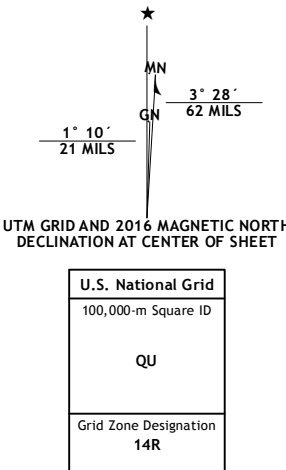 ★
MN
GN
3° 28´
62 MILS
1° 10´
21 MILS
UTM GRID AND 2016 MAGNETIC NORTH
DECLINATION AT CENTER OF SHEET
U.S. National Grid
100,000-m Square ID
QU
Grid Zone Designation
14R